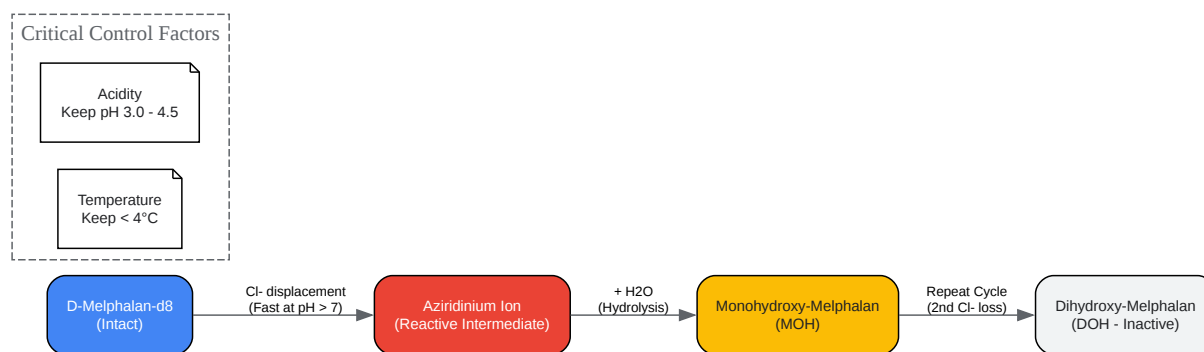 Critical Control Factors
Acidity
Keep pH 3.0 - 4.5
Temperature
Keep < 4°C
D-Melphalan-d8
(Intact)
Cl- displacement
(Fast at pH > 7)
Aziridinium Ion
(Reactive Intermediate)
+ H2O
(Hydrolysis)
Monohydroxy-Melphalan
(MOH)
Repeat Cycle
(2nd Cl- loss)
Dihydroxy-Melphalan
(DOH - Inactive)